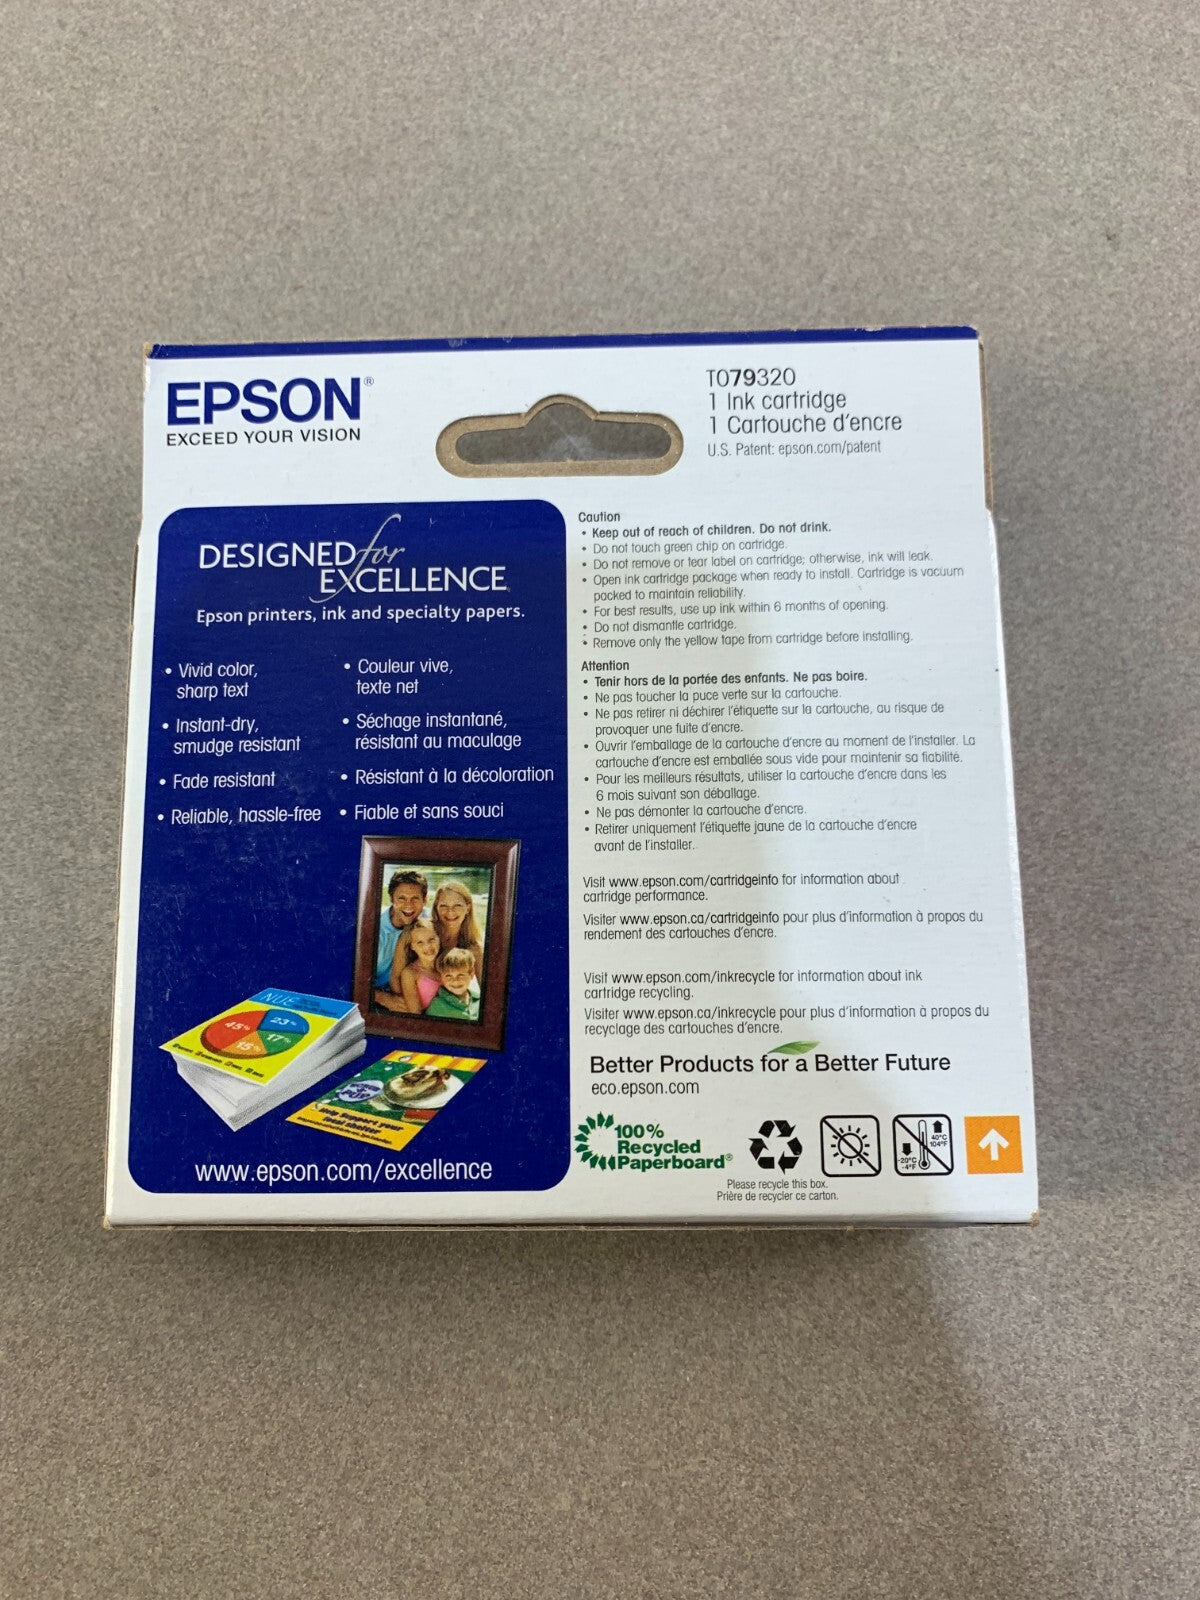 EPSON®
EXCEED YOUR VISION
T079320
1 Ink cartridge
1 Cartouche d'encre
U.S. Patent: epson.com/patent
DESIGNED for
EXCELLENCE
Epson printers, ink and specialty papers.
• Vivid color,
sharp text
• Instant-dry,
smudge resistant
• Fade resistant
• Reliable, hassle-free
• Couleur vive,
texte net
• Séchage instantané,
résistant au maculage
• Résistant à la décoloration
• Fiable et sans souci
45%
23%
17%
15%
Help support your
local shelter
www.epson.com/excellence
Caution
• Keep out of reach of children. Do not drink.
• Do not touch green chip on cartridge.
• Do not remove or tear label on cartridge; otherwise, ink will leak.
• Open ink cartridge package when ready to install. Cartridge is vacuum
packed to maintain reliability.
• For best results, use up ink within 6 months of opening.
• Do not dismantle cartridge.
• Remove only the yellow tape from cartridge before installing.
Attention
• Tenir hors de la portée des enfants. Ne pas boire.
• Ne pas toucher la puce verte sur la cartouche.
• Ne pas retirer ni déchirer l'étiquette sur la cartouche, au risque de
provoquer une fuite d'encre.
• Ouvrir l'emballage de la cartouche d'encre au moment de l'installer. La
cartouche d'encre est emballée sous vide pour maintenir sa fiabilité.
• Pour les meilleurs résultats, utiliser la cartouche d'encre dans les
6 mois suivant son déballage.
• Ne pas démonter la cartouche d'encre.
• Retirer uniquement l'étiquette jaune de la cartouche d'encre
avant de l'installer.
Visit www.epson.com/cartridgeinfo for information about
cartridge performance.
Visiter www.epson.ca/cartridgeinfo pour plus d'information à propos du
rendement des cartouches d'encre.
Visit www.epson.com/inkrecycle for information about ink
cartridge recycling.
Visiter www.epson.ca/inkrecycle pour plus d'information à propos du
recyclage des cartouches d'encre.
Better Products for a Better Future
eco.epson.com
100%
Recycled
Paperboard®
40°C
104°F
-20°C
-4°F
Please recycle this box.
Prière de recycler ce carton.